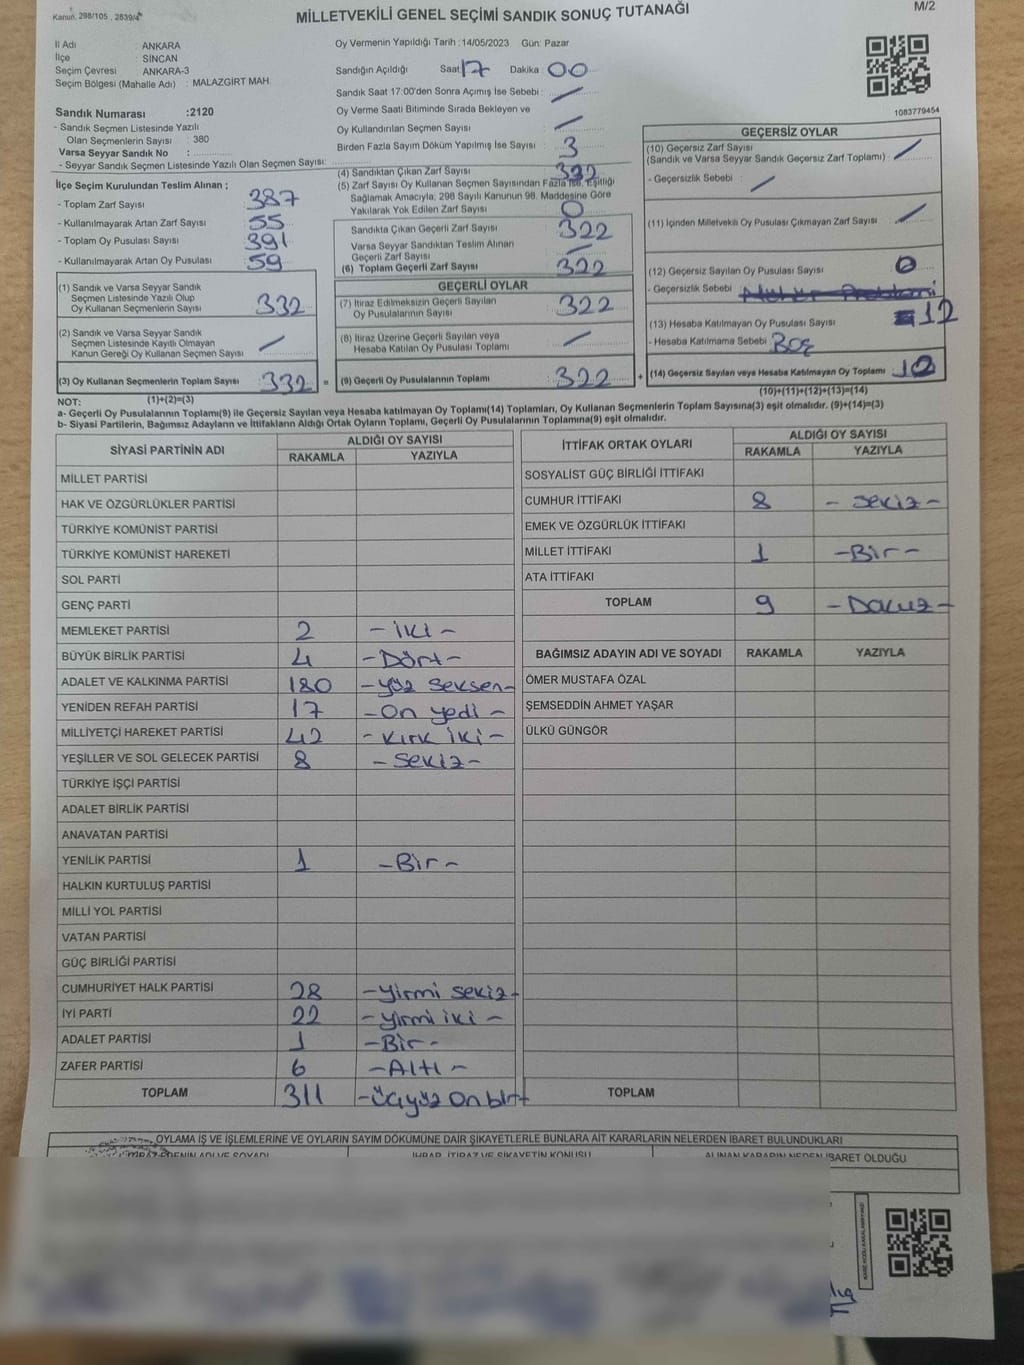 Kanun, 298/105 , 2839/4
MİLLETVEKİLİ GENEL SEÇİMİ SANDIK SONUÇ TUTANAĞI
M/2
İl Adı : ANKARA
İlçe : SİNCAN
Seçim Çevresi : ANKARA-3
Seçim Bölgesi (Mahalle Adı) : MALAZGİRT MAH.
Sandık Numarası :2120
- Sandık Seçmen Listesinde Yazılı
Olan Seçmenlerin Sayısı : 380
Varsa Seyyar Sandık No :
- Seyyar Sandık Seçmen Listesinde Yazılı Olan Seçmen Sayısı:
Oy Vermenin Yapıldığı Tarih :14/05/2023 Gün: Pazar
Sandığın Açıldığı Saat 17 Dakika : 00
Sandık Saat 17:00'den Sonra Açımış İse Sebebi : /
Oy Verme Saati Bitiminde Sırada Bekleyen ve
Oy Kullandırılan Seçmen Sayısı : /
Birden Fazla Sayım Döküm Yapılmış İse Sayısı : 3
1083779454
İlçe Seçim Kurulundan Teslim Alınan ;
- Toplam Zarf Sayısı : 387
- Kullanılmayarak Artan Zarf Sayısı : 55
- Toplam Oy Pusulası Sayısı : 391
- Kullanılmayarak Artan Oy Pusulası : 59
(1) Sandık ve Varsa Seyyar Sandık
Seçmen Listesinde Yazılı Olup
Oy Kullanan Seçmenlerin Sayısı : 332
(2) Sandık ve Varsa Seyyar Sandık
Seçmen Listesinde Kayıtlı Olmayan
Kanun Gereği Oy Kullanan Seçmen Sayısı : /
(3) Oy Kullanan Seçmenlerin Toplam Sayısı : 332 =
(4) Sandıktan Çıkan Zarf Sayısı : 332
(5) Zarf Sayısı Oy Kullanan Seçmen Sayısından Fazla İse, Eşitliği
Sağlamak Amacıyla, 298 Sayılı Kanunun 98. Maddesine Göre
Yakılarak Yok Edilen Zarf Sayısı : 0
Sandıkta Çıkan Geçerli Zarf Sayısı : 322
Varsa Seyyar Sandıktan Teslim Alınan
Geçerli Zarf Sayısı : /
(6) Toplam Geçerli Zarf Sayısı : 322
GEÇERLİ OYLAR
(7) İtiraz Edilmeksizin Geçerli Sayılan
Oy Pusulalarının Sayısı : 322
(8) İtiraz Üzerine Geçerli Sayılan veya
Hesaba Katılan Oy Pusulası Toplamı : /
(9) Geçerli Oy Pusulalarının Toplamı : 322 +
GEÇERSİZ OYLAR
(10) Geçersiz Zarf Sayısı
(Sandık ve Varsa Seyyar Sandık Geçersiz Zarf Toplamı) : /
- Geçersizlik Sebebi : /
(11) İçinden Milletvekili Oy Pusulası Çıkmayan Zarf Sayısı : /
(12) Geçersiz Sayılan Oy Pusulası Sayısı : 0
- Geçersizlik Sebebi :
(13) Hesaba Katılmayan Oy Pusulası Sayısı : 12
- Hesaba Katılmama Sebebi : Boş
(14) Geçersiz Sayılan veya Hesaba Katılmayan Oy Toplamı :
NOT: (1)+(2)=(3) (10)+(11)+(12)+(13)=(14)
a- Geçerli Oy Pusulalarının Toplamı(9) ile Geçersiz Sayılan veya Hesaba katılmayan Oy Toplamı(14) Toplamları, Oy Kullanan Seçmenlerin Toplam Sayısına(3) eşit olmalıdır. (9)+(14)=(3)
b- Siyasi Partilerin, Bağımsız Adayların ve İttifakların Aldığı Oyların Toplamı, Geçerli Oy Pusulalarının Toplamına(9) eşit olmalıdır.
SİYASİ PARTİNİN ADI ALDIĞI OY SAYISI
RAKAMLA YAZIYLA
MİLLET PARTİSİ
HAK VE ÖZGÜRLÜKLER PARTİSİ
TÜRKİYE KOMÜNİST PARTİSİ
TÜRKİYE KOMÜNİST HAREKETİ
SOL PARTİ
GENÇ PARTİ
MEMLEKET PARTİSİ 2 -iki-
BÜYÜK BİRLİK PARTİSİ 4 -Dört-
ADALET VE KALKINMA PARTİSİ 180 -yüz seksen-
YENİDEN REFAH PARTİSİ 17 -On yedi-
MİLLİYETÇİ HAREKET PARTİSİ 42 -kırk iki-
YEŞİLLER VE SOL GELECEK PARTİSİ 8 -Sekiz-
TÜRKİYE İŞÇİ PARTİSİ
ADALET BİRLİK PARTİSİ
ANAVATAN PARTİSİ
YENİLİK PARTİSİ 1 -Bir-
HALKIN KURTULUŞ PARTİSİ
MİLLİ YOL PARTİSİ
VATAN PARTİSİ
GÜÇ BİRLİĞİ PARTİSİ
CUMHURİYET HALK PARTİSİ 28 -yirmi sekiz-
İYİ PARTİ 22 -yirmi iki-
ADALET PARTİSİ 1 -Bir-
ZAFER PARTİSİ 6 -Altı-
TOPLAM 311 -üçyüz on bir-
İTTİFAK ORTAK OYLARI ALDIĞI OY SAYISI
RAKAMLA YAZIYLA
SOSYALİST GÜÇ BİRLİĞİ İTTİFAKI
CUMHUR İTTİFAKI 8 -sekiz-
EMEK VE ÖZGÜRLÜK İTTİFAKI
MİLLET İTTİFAKI 1 -Bir-
ATA İTTİFAKI
TOPLAM 9 -Dokuz-
BAĞIMSIZ ADAYIN ADI VE SOYADI RAKAMLA YAZIYLA
ÖMER MUSTAFA ÖZAL
ŞEMSEDDİN AHMET YAŞAR
ÜLKÜ GÜNGÖR
TOPLAM
OYLAMA İŞ VE İŞLEMLERİNE VE OYLARIN SAYIM DÖKÜMÜNE DAİR ŞİKAYETLERLE BUNLARA AİT KARARLARIN NELERDEN İBARET BULUNDUKLARI
İHBAR, İTİRAZ VE ŞİKAYETİN KONUSU
ALINAN KARARIN NEDEN İBARET OLDUĞU